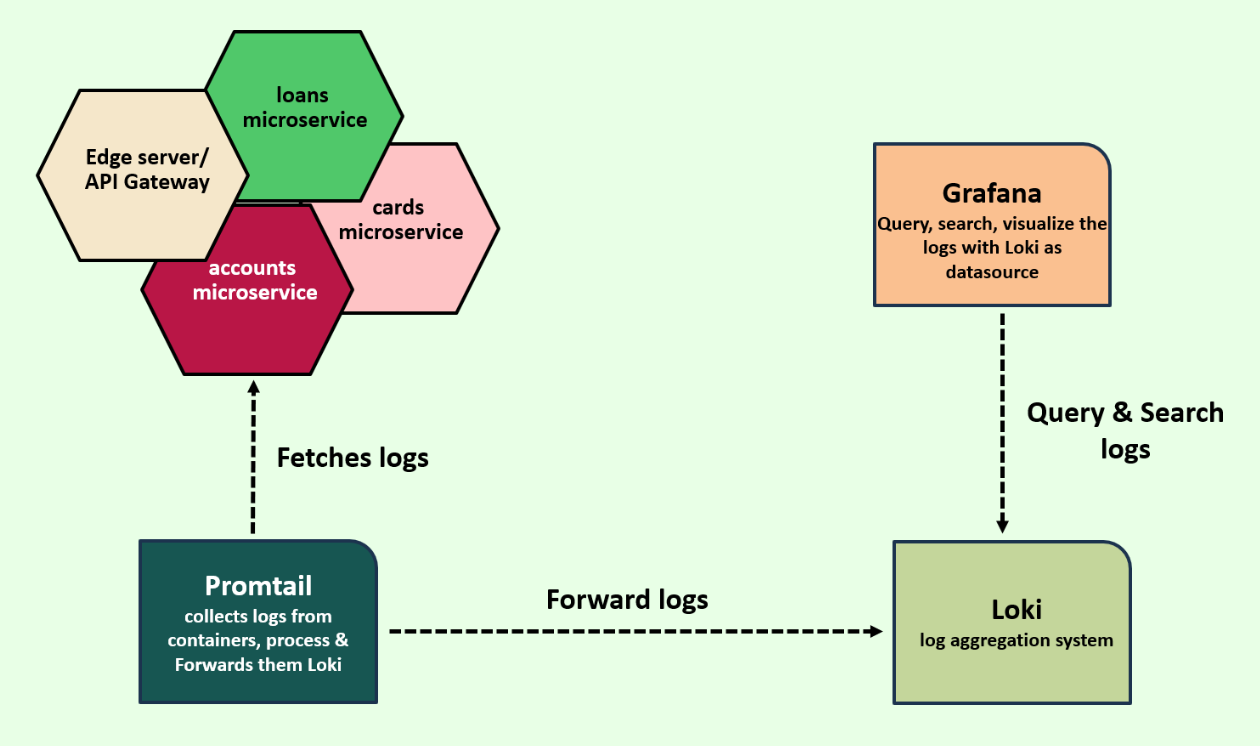 loans
microservice
Edge server/
API Gateway
cards
microservice
accounts
microservice
Grafana
Query, search, visualize the
logs with Loki as
datasource
Fetches logs
Query & Search
logs
Promtail
collects logs from
containers, process &
Forwards them Loki
Forward logs
Loki
log aggregation system